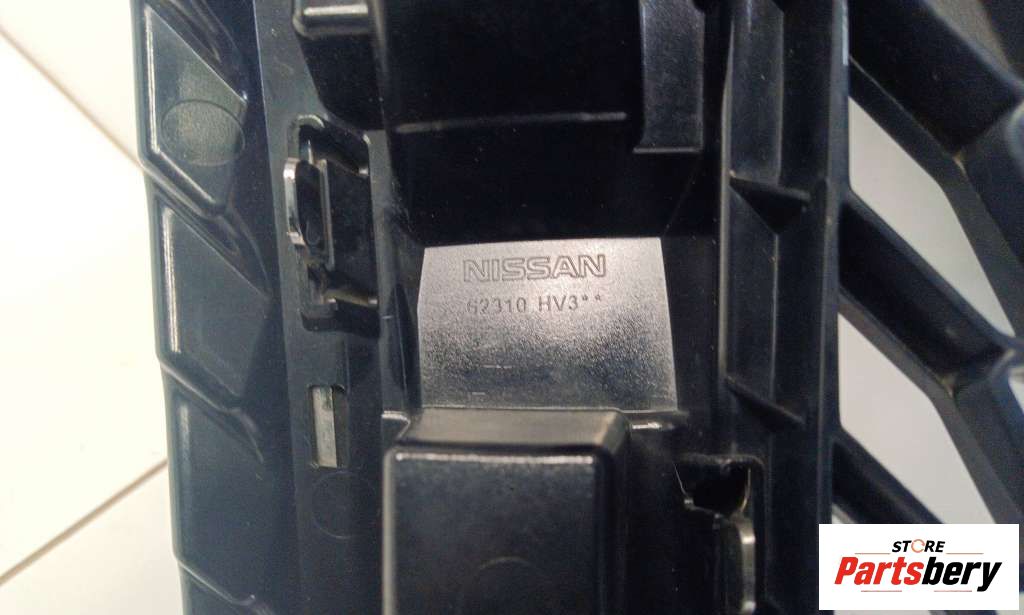 NISSAN
62310 HV3**
STORE
Partsbery